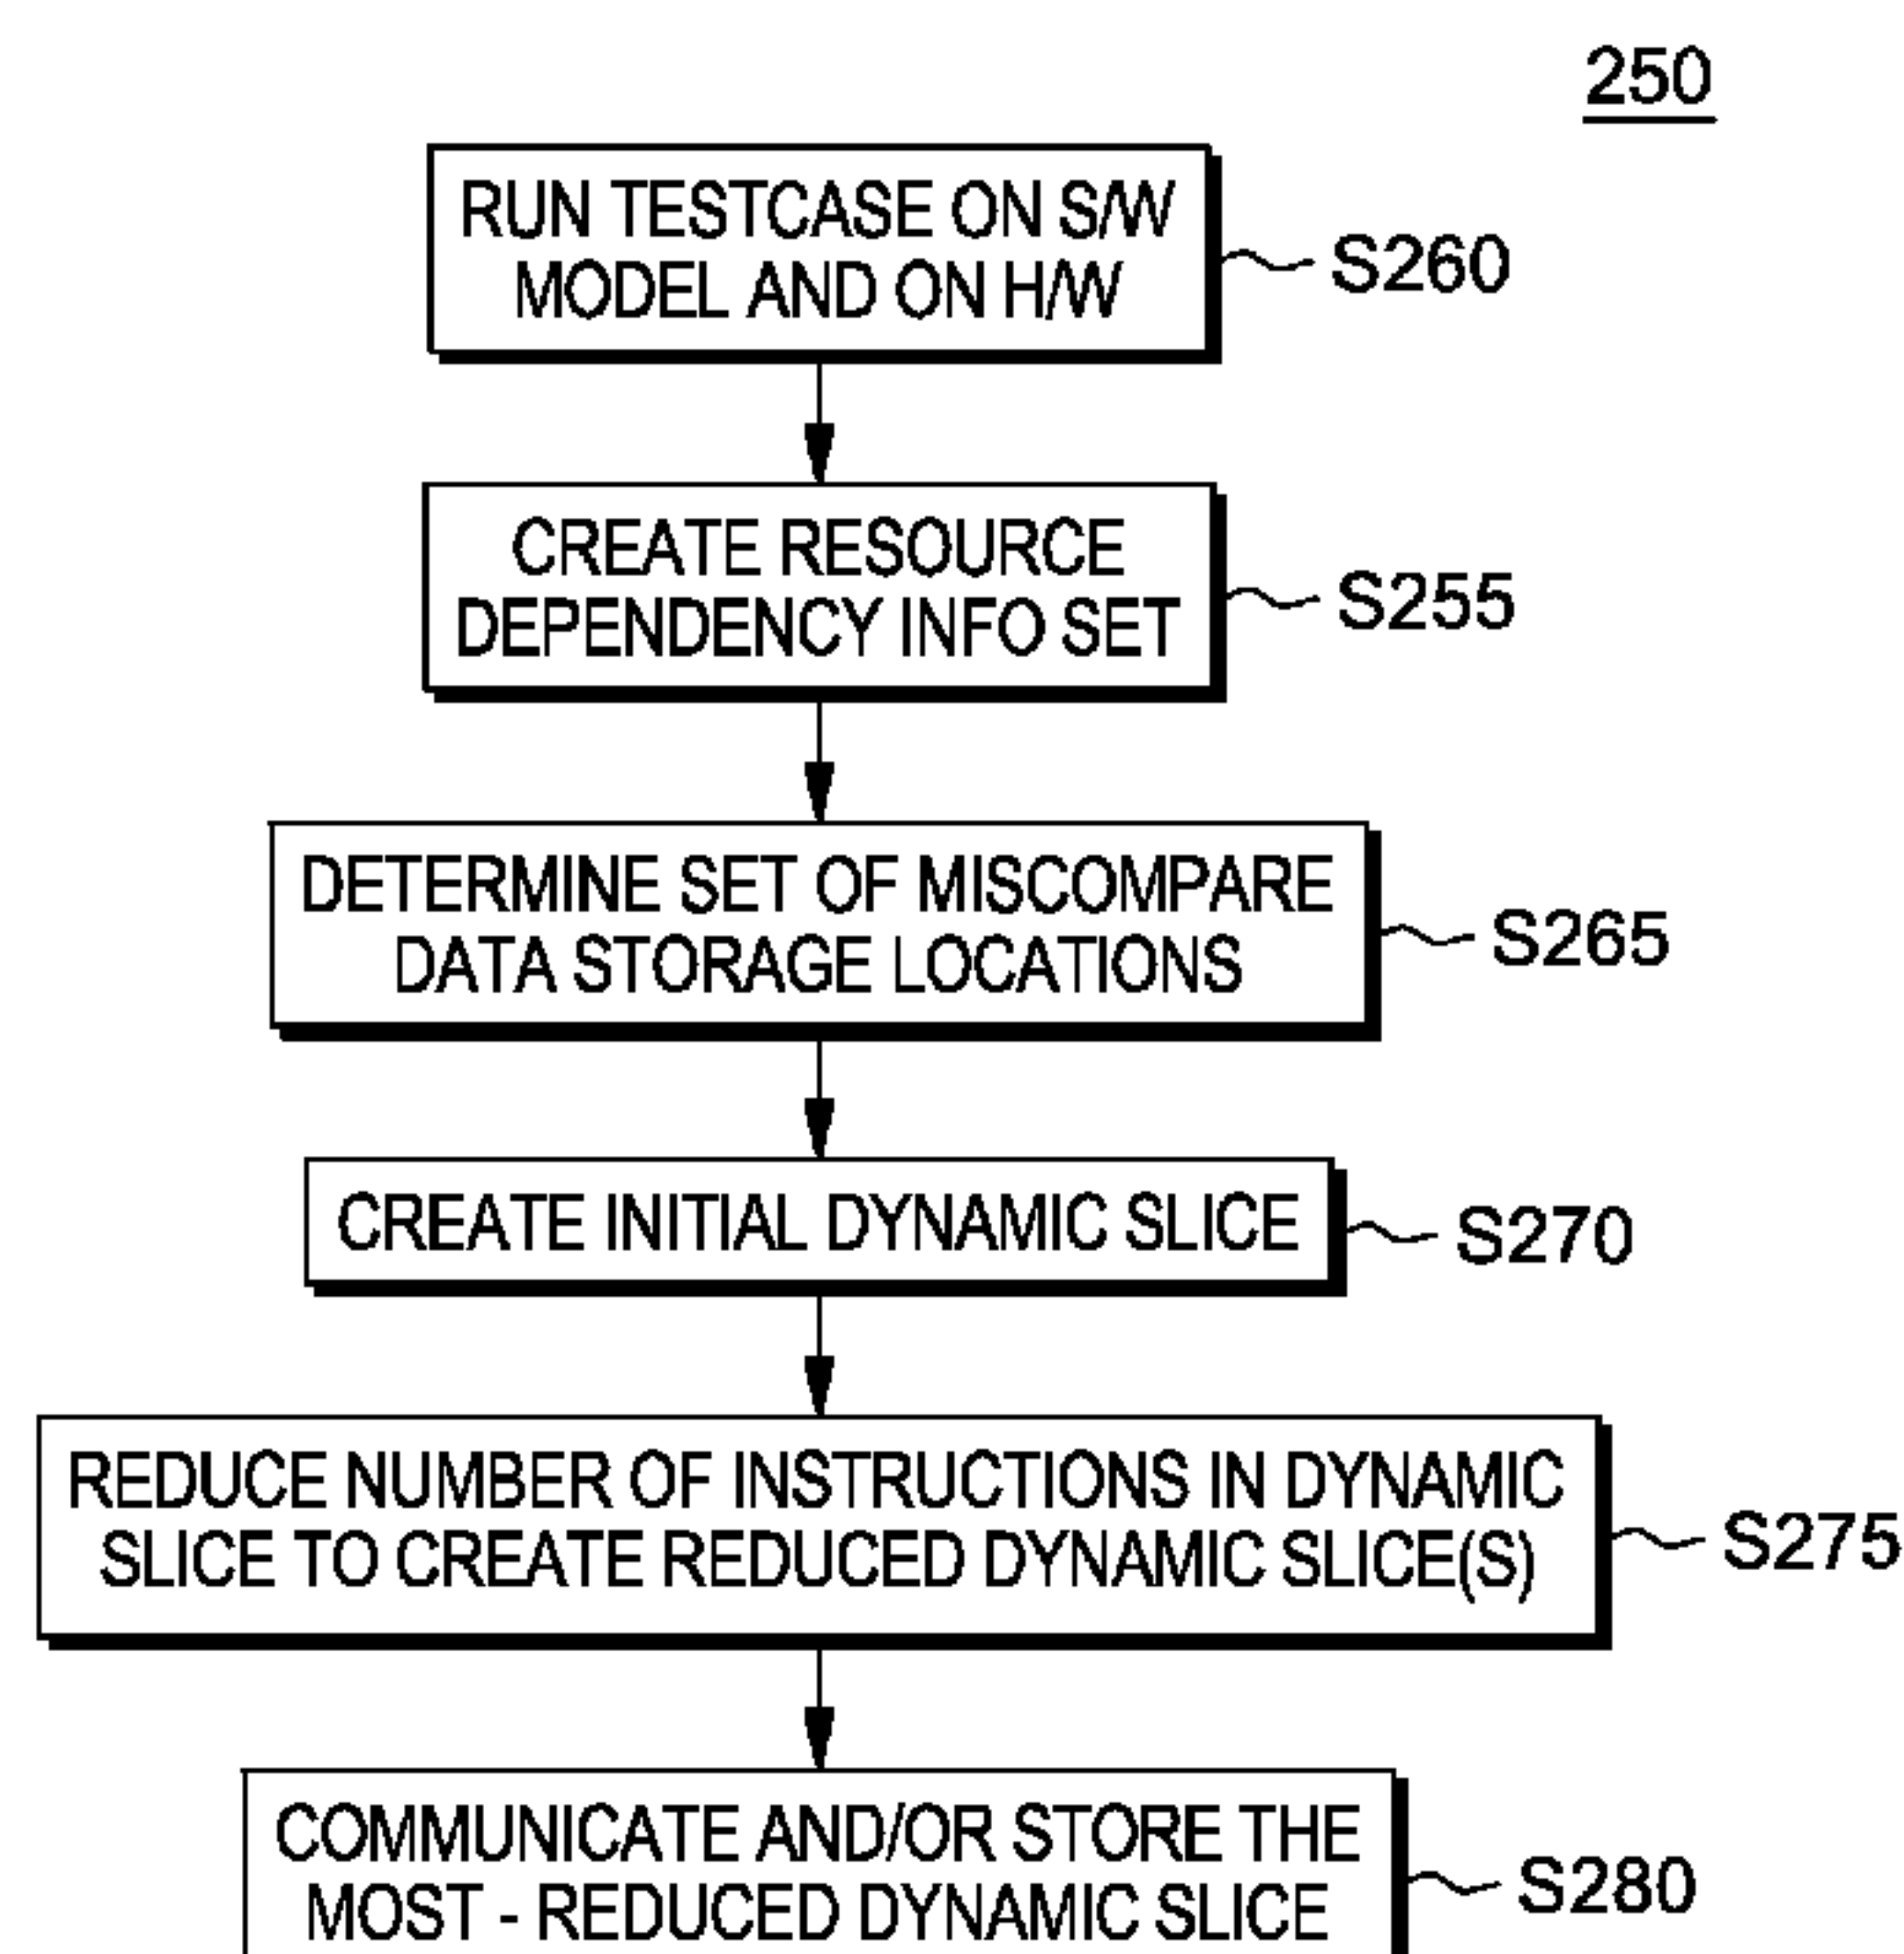 250
RUN TESTCASE ON S/W
MODEL AND ON H/W
S260
CREATE RESOURCE
DEPENDENCY INFO SET
S255
DETERMINE SET OF MISCOMPARE
DATA STORAGE LOCATIONS
S265
CREATE INITIAL DYNAMIC SLICE
S270
REDUCE NUMBER OF INSTRUCTIONS IN DYNAMIC
SLICE TO CREATE REDUCED DYNAMIC SLICE(S)
S275
COMMUNICATE AND/OR STORE THE
MOST - REDUCED DYNAMIC SLICE
S280